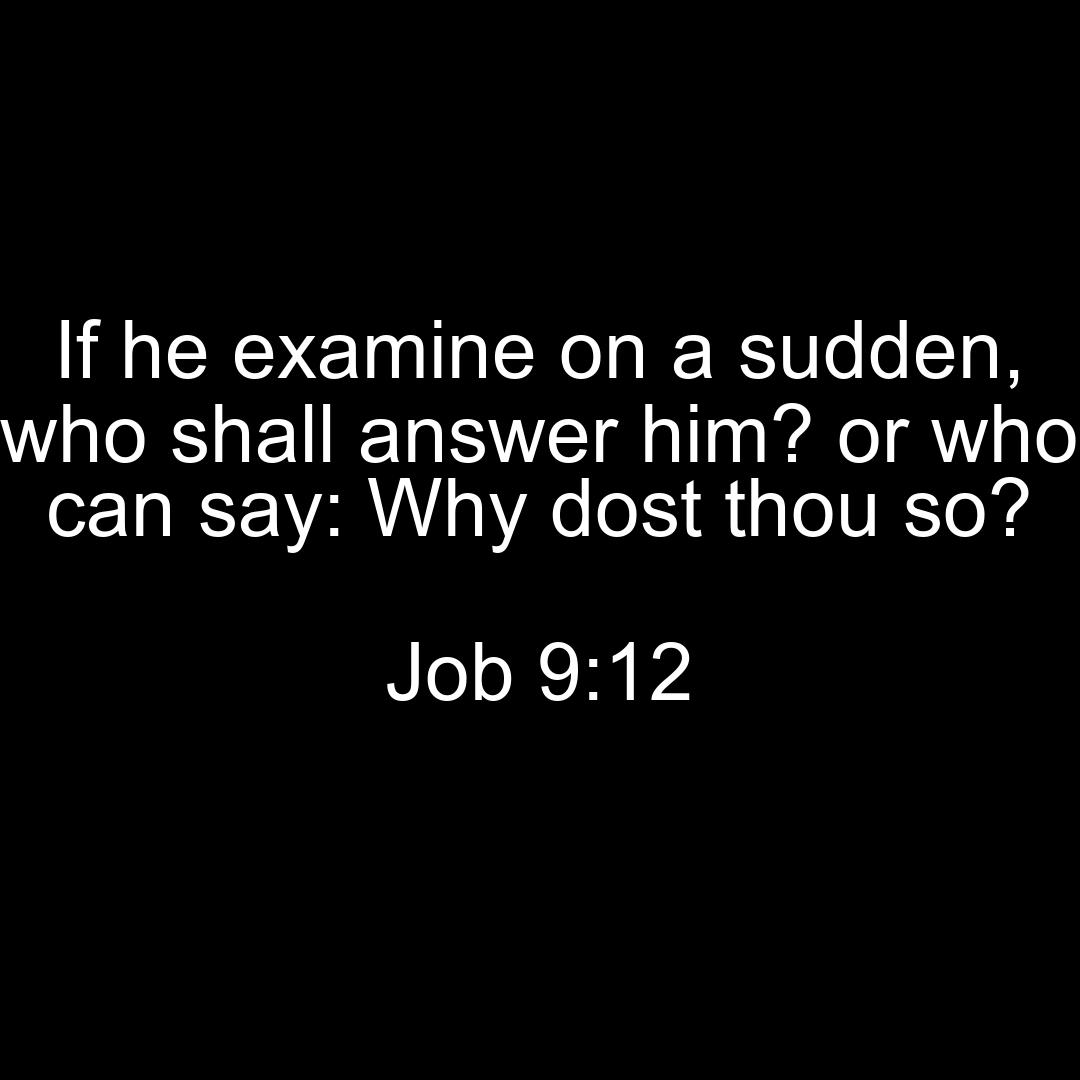 If he examine on a sudden,
who shall answer him? or who
can say: Why dost thou so?
Job 9:12